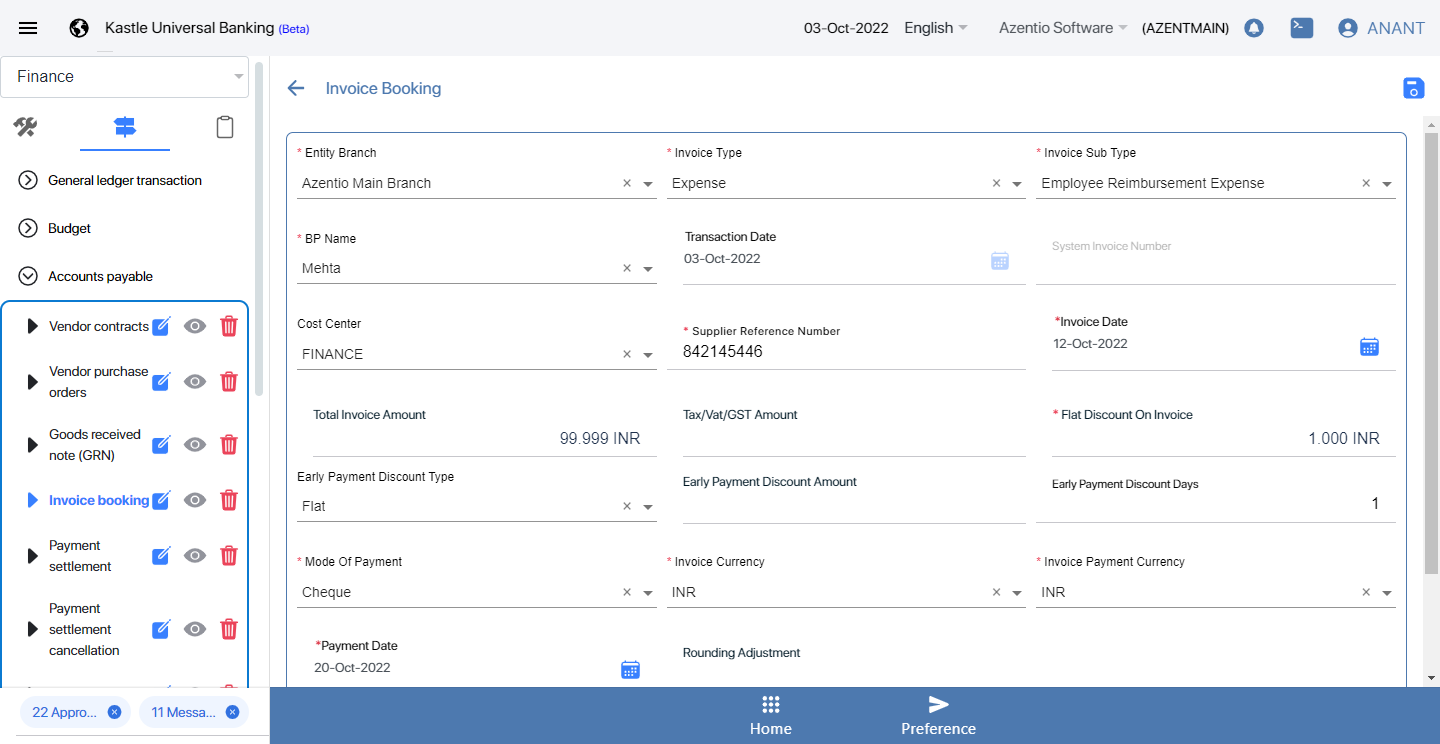 Kastle Universal Banking (Beta)
03-Oct-2022
English
Azentio Software
(AZENTMAIN)
ANANT
Finance
General ledger transaction
Budget
Accounts payable
Vendor contracts
Vendor purchase
orders
Goods received
note (GRN)
Invoice booking
Payment
settlement
Payment
settlement
cancellation
22 Appro...
11 Messa...
Invoice Booking
* Entity Branch
Azentio Main Branch
* Invoice Type
Expense
* Invoice Sub Type
Employee Reimbursement Expense
* BP Name
Mehta
Transaction Date
03-Oct-2022
System Invoice Number
Cost Center
FINANCE
* Supplier Reference Number
842145446
*Invoice Date
12-Oct-2022
Total Invoice Amount
99.999 INR
Tax/Vat/GST Amount
* Flat Discount On Invoice
1.000 INR
Early Payment Discount Type
Flat
Early Payment Discount Amount
Early Payment Discount Days
1
* Mode Of Payment
Cheque
* Invoice Currency
INR
* Invoice Payment Currency
INR
*Payment Date
20-Oct-2022
Rounding Adjustment
Home
Preference